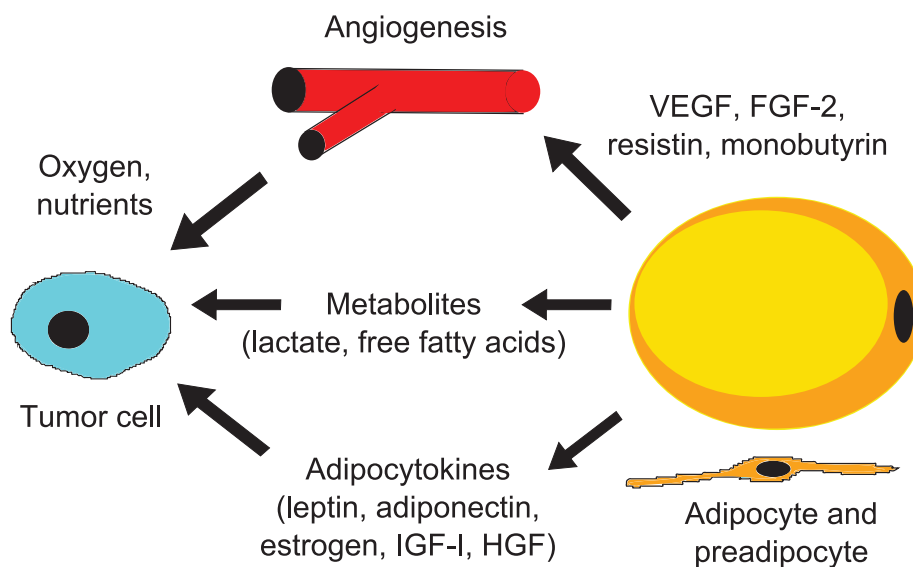 Angiogenesis
VEGF, FGF-2,
resistin, monobutyrin
Oxygen,
nutrients
Metabolites
(lactate, free fatty acids)
Tumor cell
Adipocytokines
(leptin, adiponectin,
estrogen, IGF-I, HGF)
Adipocyte and
preadipocyte